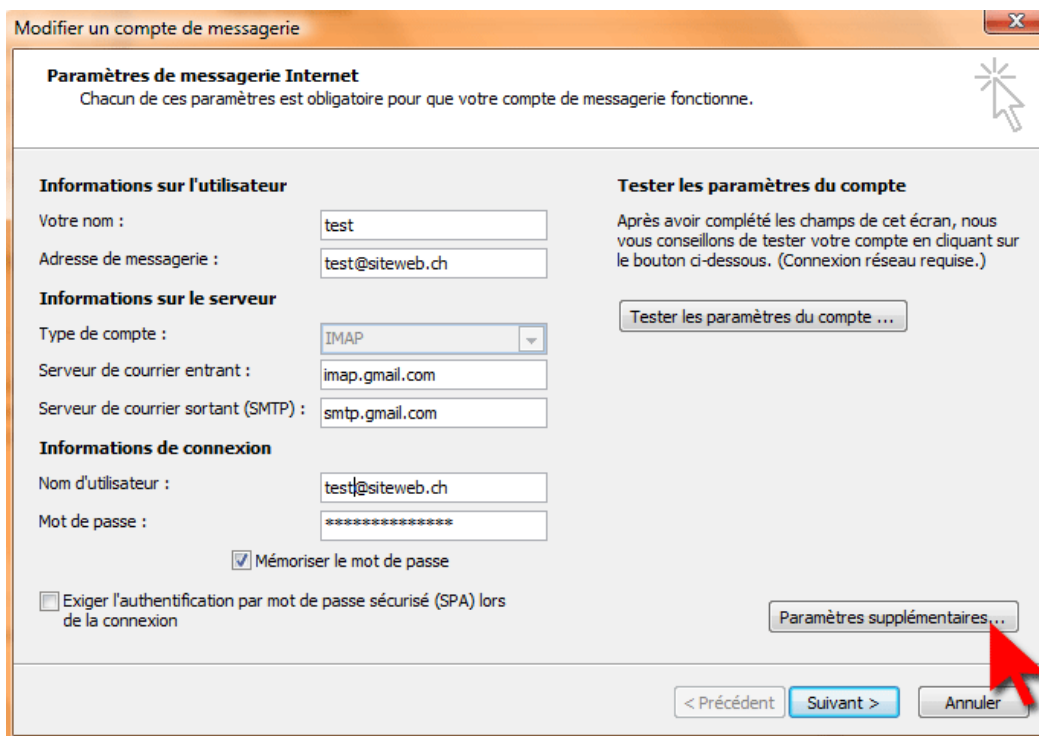 Modifier un compte de messagerie
Paramètres de messagerie Internet
Chacun de ces paramètres est obligatoire pour que votre compte de messagerie fonctionne.
Informations sur l'utilisateur
Votre nom :
test
Adresse de messagerie :
test@siteweb.ch
Informations sur le serveur
Type de compte :
IMAP
Serveur de courrier entrant :
imap.gmail.com
Serveur de courrier sortant (SMTP) :
smtp.gmail.com
Informations de connexion
Nom d'utilisateur :
test@siteweb.ch
Mot de passe :
**************
Mémoriser le mot de passe
Exiger l'authentification par mot de passe sécurisé (SPA) lors
de la connexion
Tester les paramètres du compte
Après avoir complété les champs de cet écran, nous
vous conseillons de tester votre compte en cliquant sur
le bouton ci-dessous. (Connexion réseau requise.)
Tester les paramètres du compte ...
Paramètres supplémentaires...
< Précédent
Suivant >
Annuler